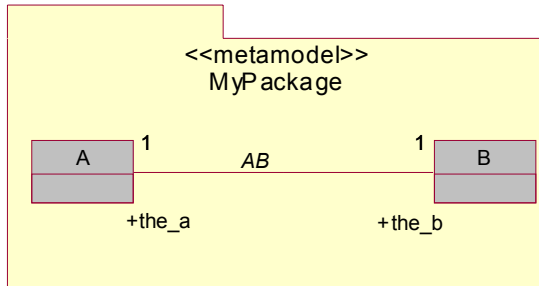 <<metamodel>>
MyPackage
A
1
AB
1
B
+the_a
+the_b